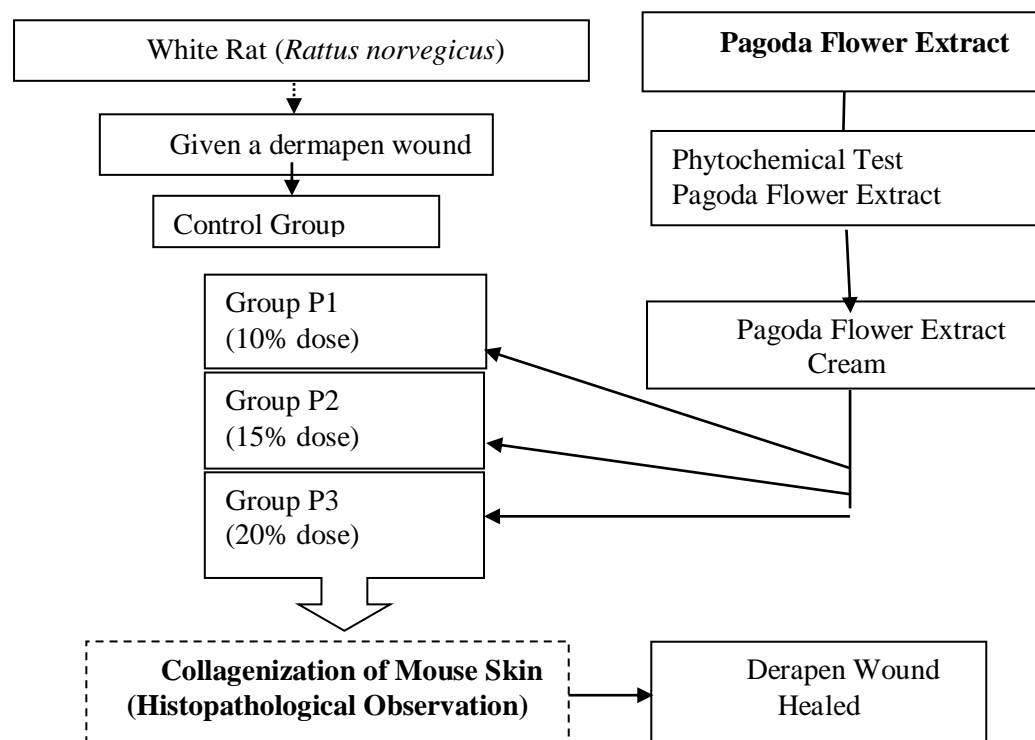 White Rat (Rattus norvegicus)
Given a dermapen wound
Control Group
Pagoda Flower Extract
Phytochemical Test
Pagoda Flower Extract
Pagoda Flower Extract
Cream
Group P1
(10% dose)
Group P2
(15% dose)
Group P3
(20% dose)
Collagenization of Mouse Skin
(Histopathological Observation)
Derapen Wound
Healed